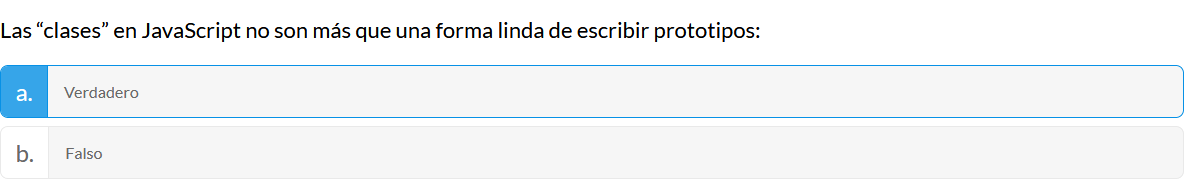 Las “clases” en JavaScript no son más que una forma linda de escribir prototipos:
a. Verdadero
b. Falso